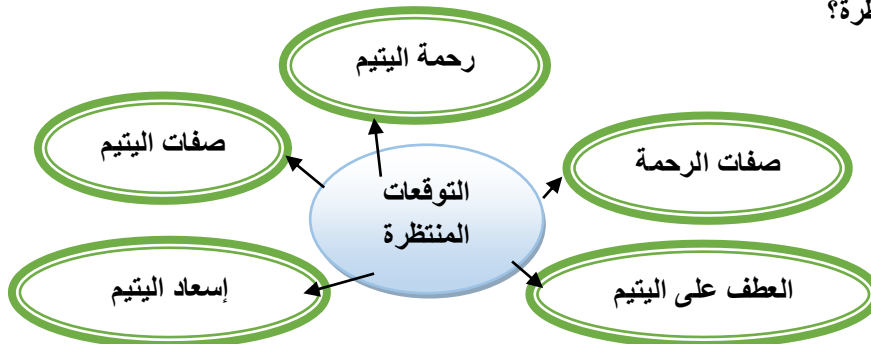 رحمة اليتيم
صفات اليتيم
صفات الرحمة
التوقعات
المنتظرة
إسعاد اليتيم
العطف على اليتيم